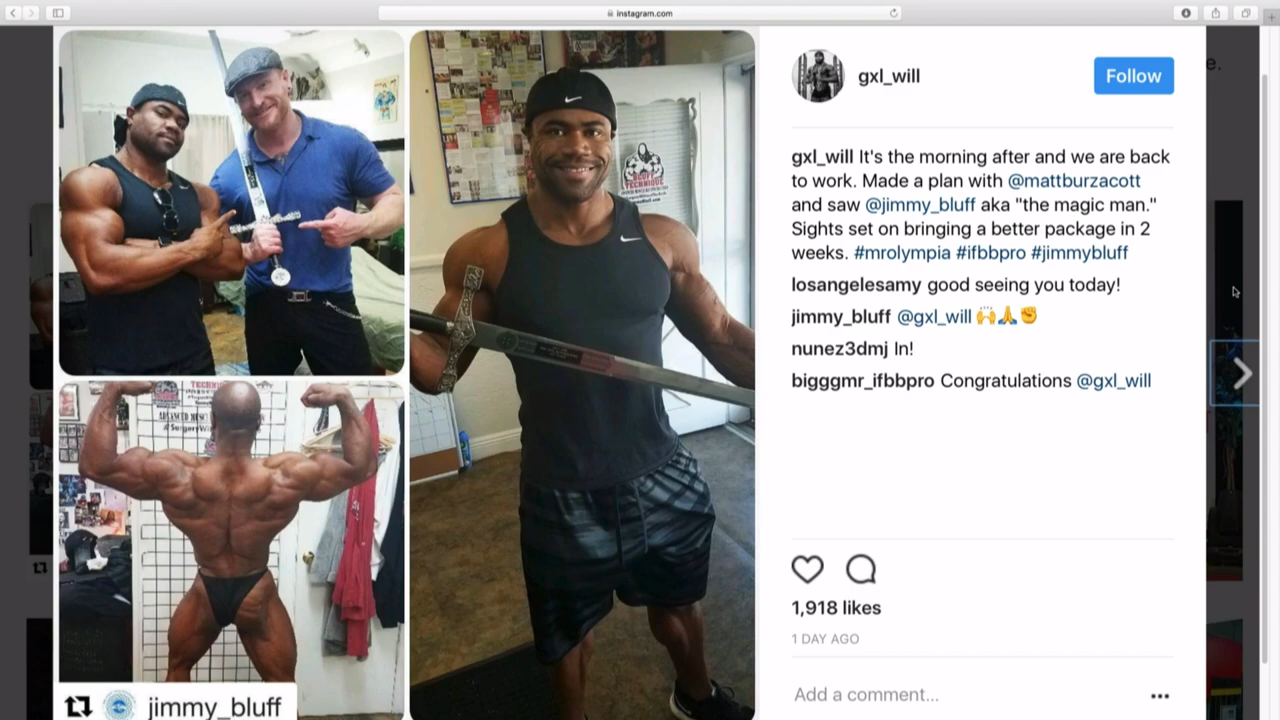 instagram.com
gxl_will
Follow
gxl_will It's the morning after and we are back
to work. Made a plan with @mattburzacott
and saw @jimmy_bluff aka "the magic man."
Sights set on bringing a better package in 2
weeks. #mrolympia #ifbbpro #jimmybluff
losangelesamy good seeing you today!
jimmy_bluff @gxl_will 🙌🙏✊
nunez3dmj In!
bigggmr_ifbbpro Congratulations @gxl_will
1,918 likes
1 DAY AGO
Add a comment...
BLUFF
TECHNIQUE
TECHNIQUE
jimmy_bluff